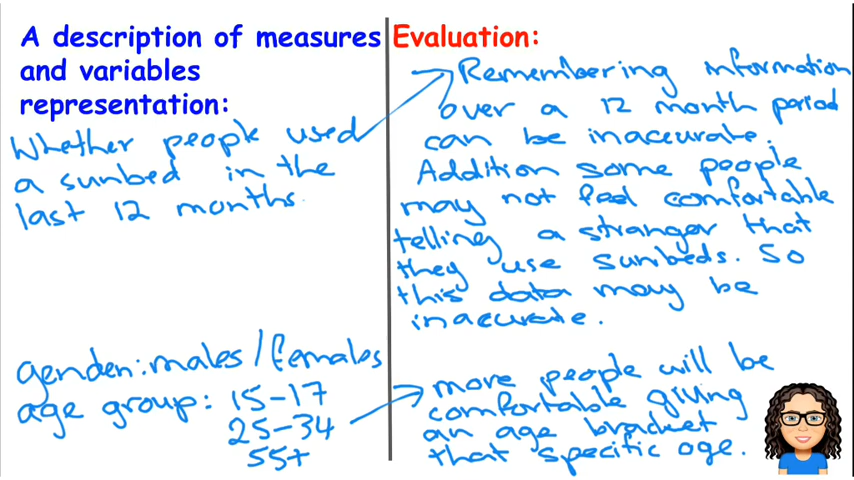 A description of measures
and variables
representation:
Whether people used
a sunbed in the
last 12 months.
gender: males/females
age group: 15-17
25-34
55+
Evaluation:
Remembering information
over a 12 month period
can be inaccurate.
Addition some people
may not feel comfortable
telling a stranger that
they use sunbeds. So
this data may be
inaccurate.
more people will be
comfortable giving
an age bracket
that specific age.